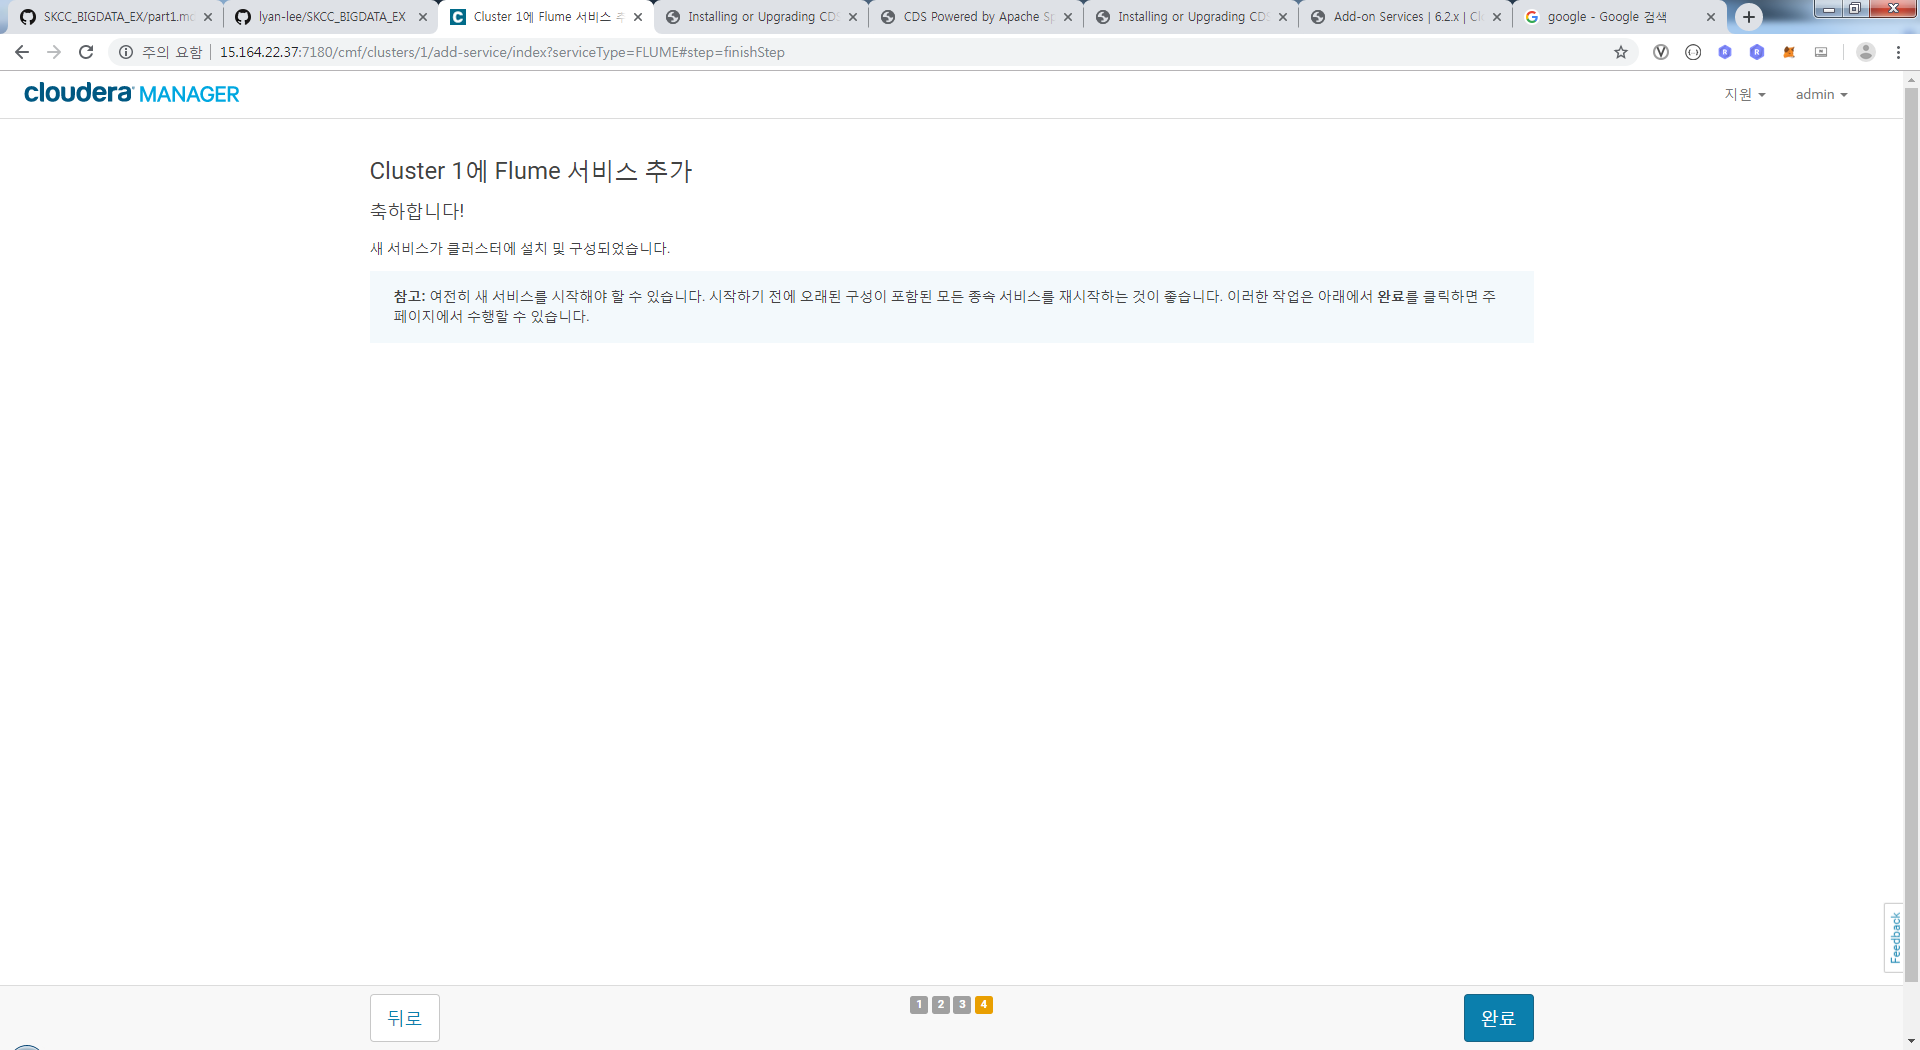 SKCC_BIGDATA_EX/part1.mc
lyan-lee/SKCC_BIGDATA_EX
Cluster 1에 Flume 서비스 추
Installing or Upgrading CDS
CDS Powered by Apache Sp
Installing or Upgrading CDS
Add-on Services | 6.2.x | Cl
google - Google 검색
주의 요함
15.164.22.37:7180/cmf/clusters/1/add-service/index?serviceType=FLUME#step=finishStep
cloudera MANAGER
지원
admin
Cluster 1에 Flume 서비스 추가
축하합니다!
새 서비스가 클러스터에 설치 및 구성되었습니다.
참고: 여전히 새 서비스를 시작해야 할 수 있습니다. 시작하기 전에 오래된 구성이 포함된 모든 종속 서비스를 재시작하는 것이 좋습니다. 이러한 작업은 아래에서 완료를 클릭하면 주
페이지에서 수행할 수 있습니다.
Feedback
뒤로
1 2 3 4
완료